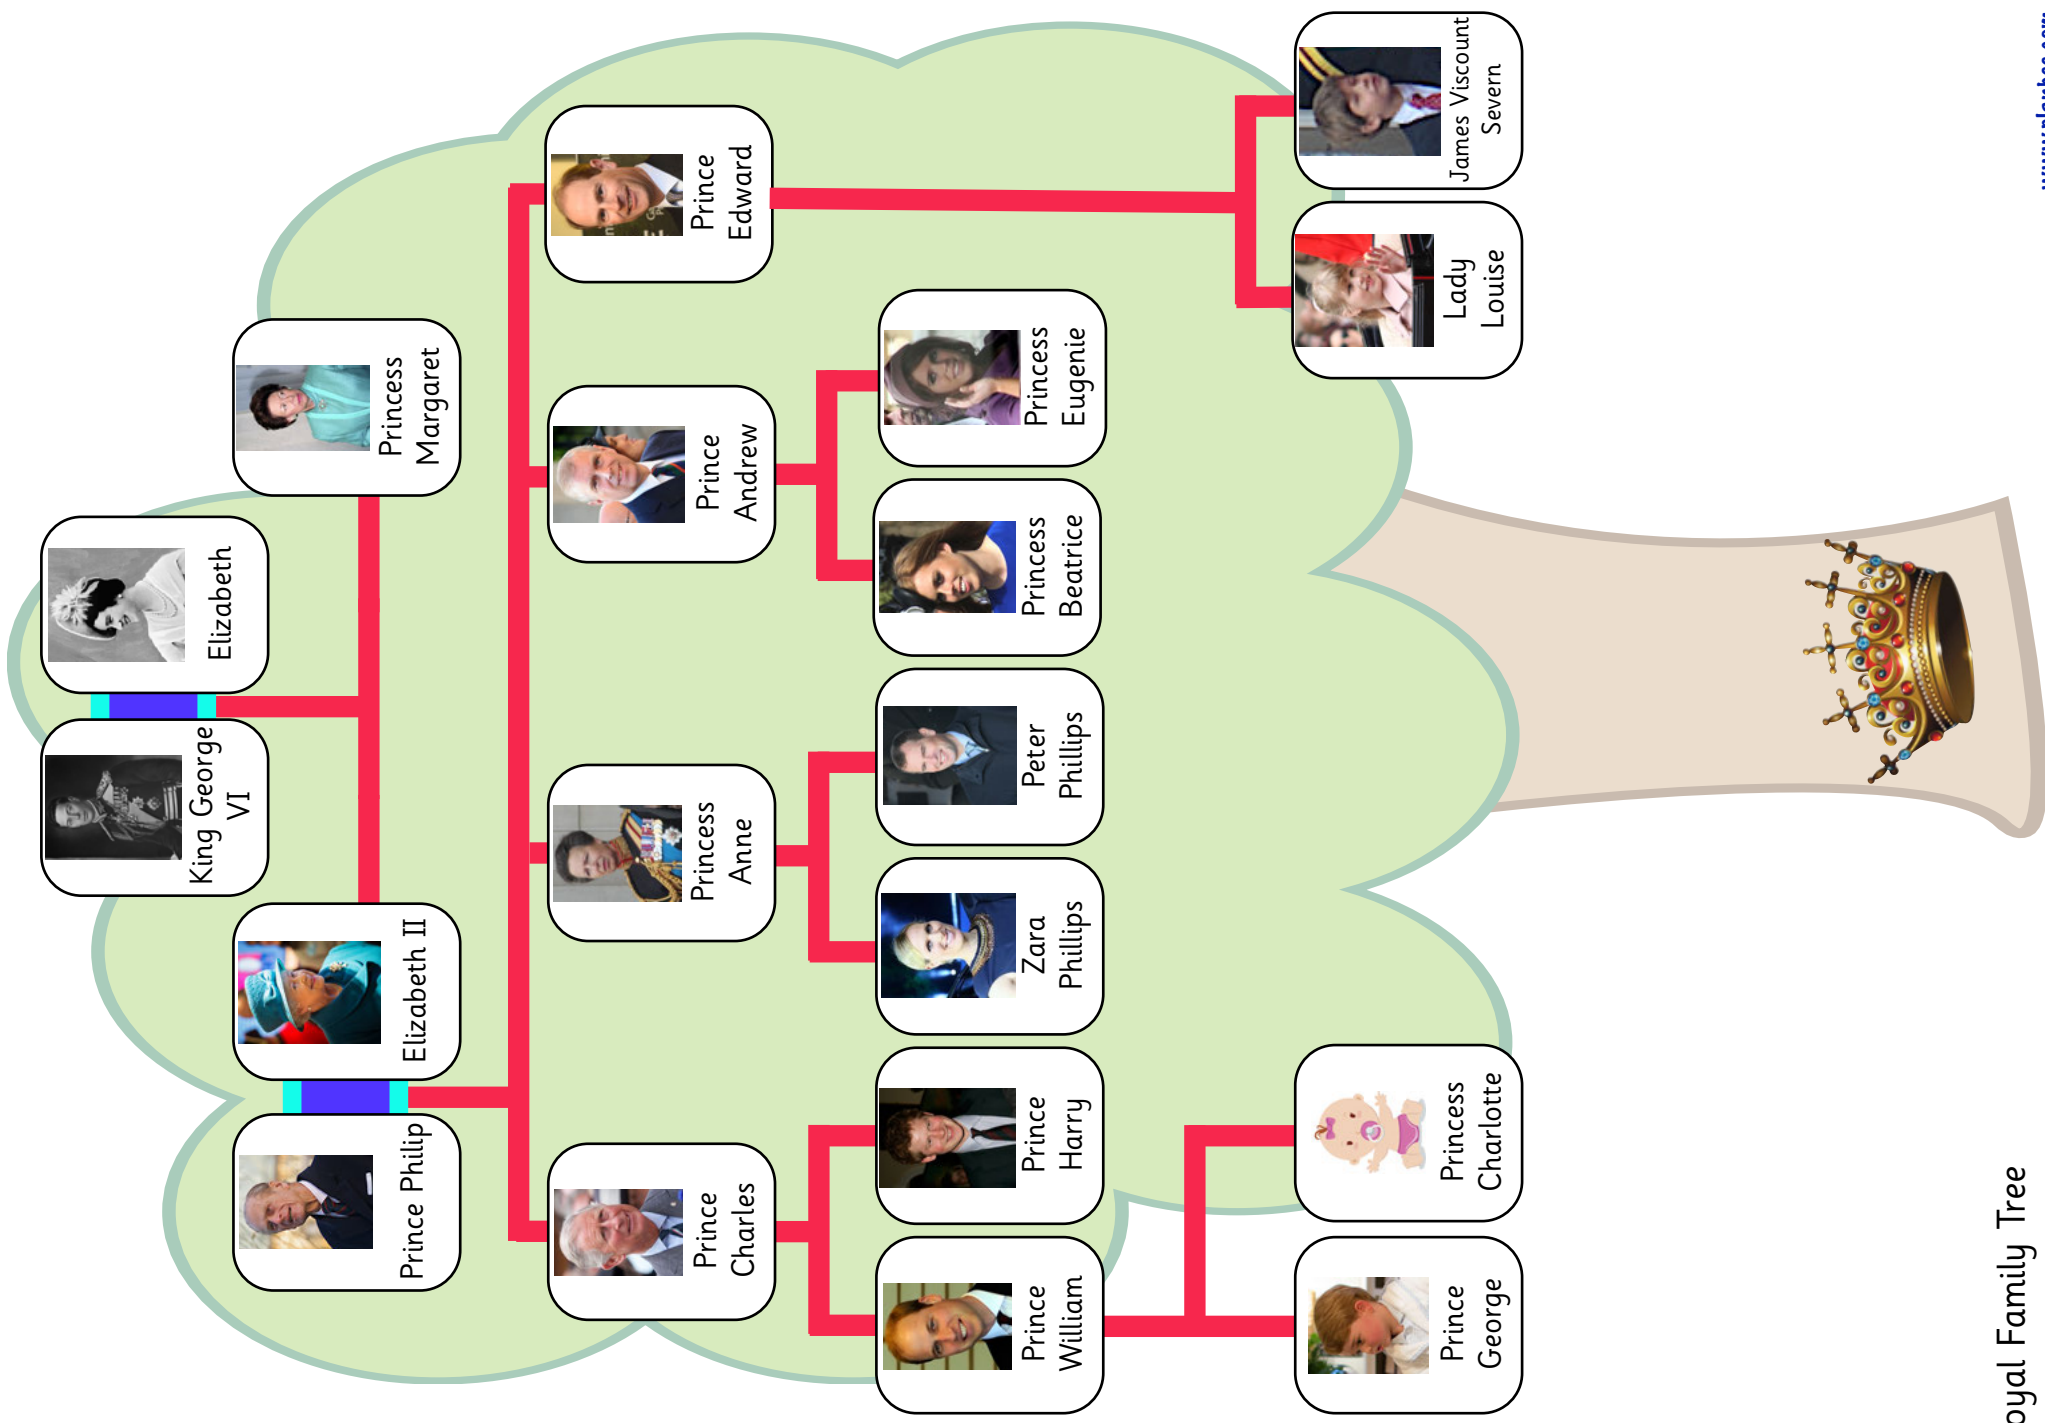 King George
VI
Elizabeth
Prince Philip
Elizabeth II
Princess
Margaret
Prince
Charles
Princess
Anne
Prince
Andrew
Prince
Edward
Prince
William
Prince
Harry
Zara
Phillips
Peter
Phillips
Princess
Beatrice
Princess
Eugenie
Prince
George
Princess
Charlotte
Lady
Louise
James Viscount
Severn
oyal Family Tree